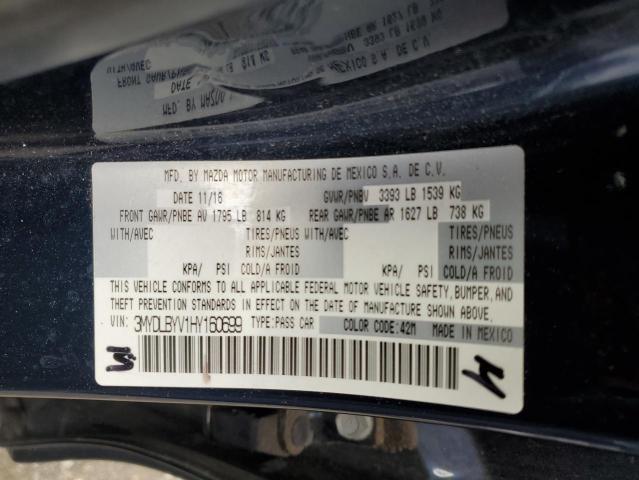 MFD. BY MAZDA MOTOR MANUFACTURING DE MEXICO S.A. DE C.V.
DATE 11/16 GVWR/PNBV 3393 LB 1539 KG
FRONT GAWR/PNBE AV 1795 LB 814 KG REAR GAWR/PNBE AR 1627 LB 738 KG
WITH/AVEC TIRES/PNEUS WITH/AVEC TIRES/PNEUS
RIMS/JANTES RIMS/JANTES
KPA/ PSI COLD/A FROID KPA/ PSI COLD/A FROID
THIS VEHICLE CONFORMS TO ALL APPLICABLE FEDERAL MOTOR VEHICLE SAFETY, BUMPER, AND
THEFT PREVENTION STANDARDS IN EFFECT ON THE DATE OF MANUFACTURE SHOWN ABOVE.
VIN: 3MYDLBYV1HY160699 TYPE:PASS CAR COLOR CODE:42M MADE IN MEXICO